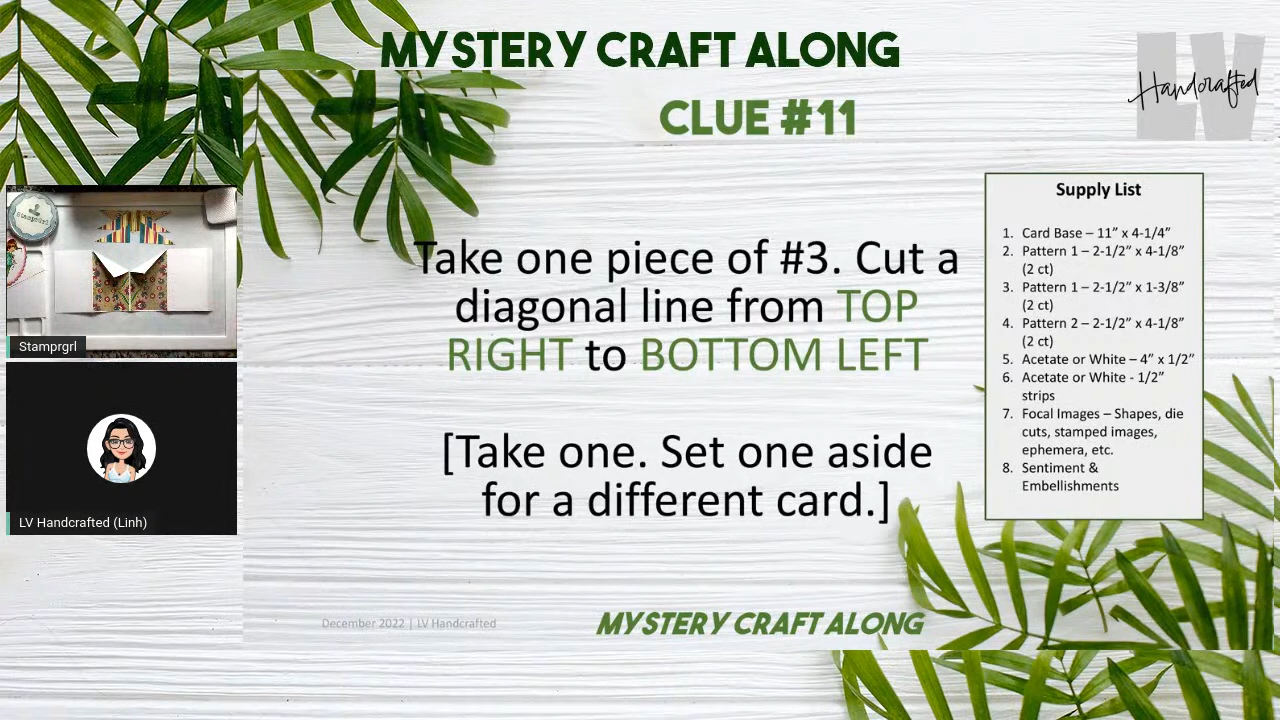 MYSTERY CRAFT ALONG
Handcrafted
CLUE #11
Supply List
1. Card Base – 11” x 4-1/4”
2. Pattern 1 – 2-1/2” x 4-1/8”
(2 ct)
3. Pattern 1 – 2-1/2” x 1-3/8”
(2 ct)
4. Pattern 2 – 2-1/2” x 4-1/8”
(2 ct)
5. Acetate or White – 4” x 1/2”
6. Acetate or White - 1/2”
strips
7. Focal Images – Shapes, die
cuts, stamped images,
ephemera, etc.
8. Sentiment &
Embellishments
Take one piece of #3. Cut a
diagonal line from TOP
RIGHT to BOTTOM LEFT
[Take one. Set one aside
for a different card.]
Stamprgrl
Stamprgrl
LV Handcrafted (Linh)
December 2022 | LV Handcrafted
MYSTERY CRAFT ALONG